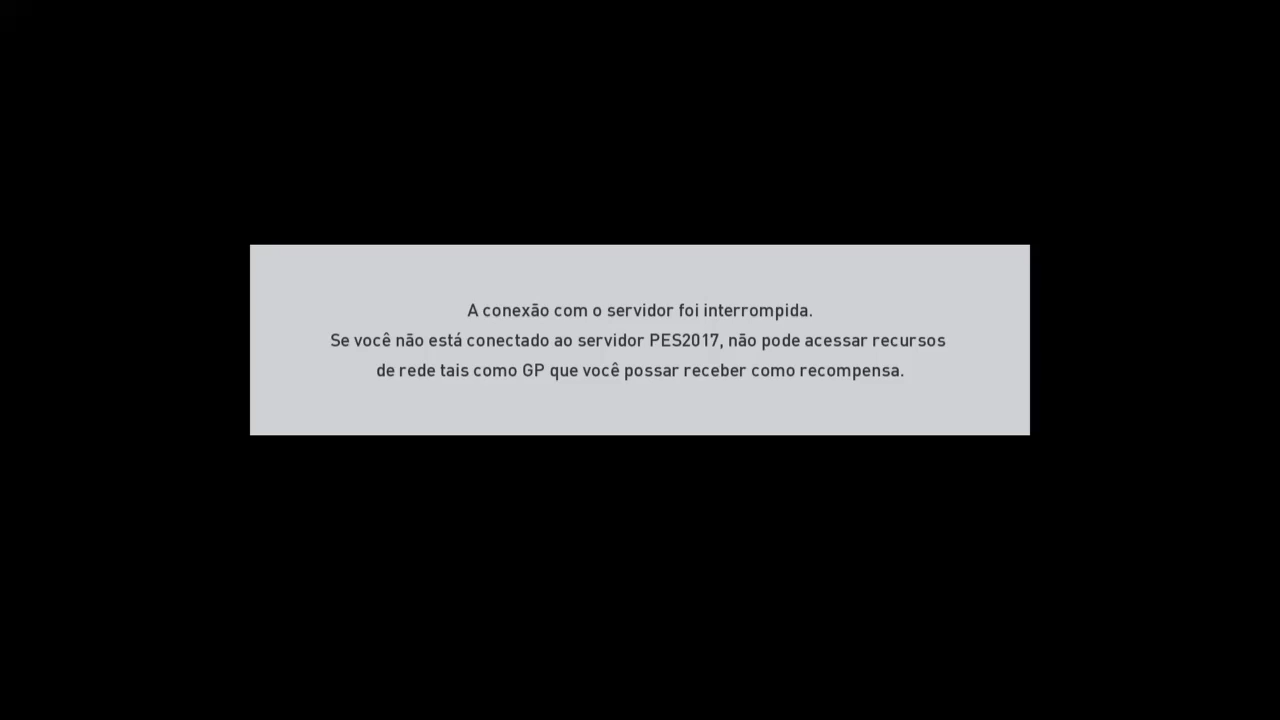 A conexão com o servidor foi interrompida.
Se você não está conectado ao servidor PES2017, não pode acessar recursos
de rede tais como GP que você possar receber como recompensa.